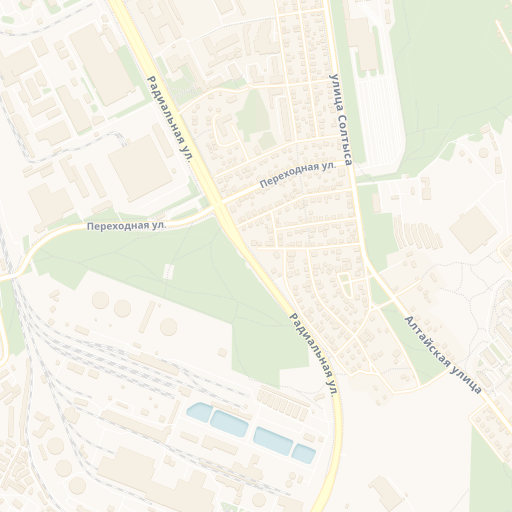 Радиальная ул.
улица Солтыса
Переходная ул.
Переходная ул.
Радиальная ул.
Алтайская улица